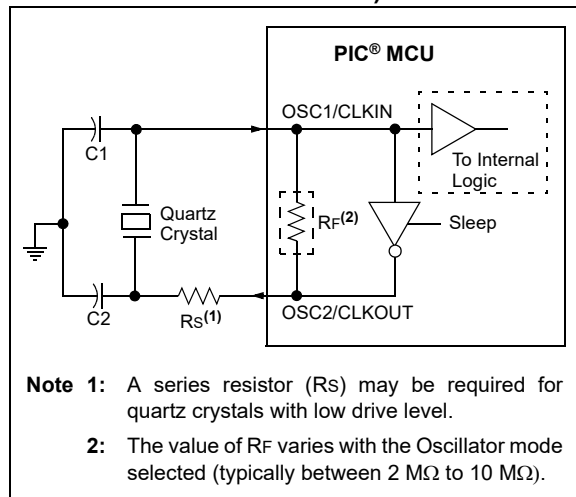 PIC® MCU
OSC1/CLKIN
C1
To Internal
Logic
Quartz
Crystal
RF(2)
Sleep
C2
RS(1)
OSC2/CLKOUT
Note 1: A series resistor (RS) may be required for
quartz crystals with low drive level.
2: The value of RF varies with the Oscillator mode
selected (typically between 2 MΩ to 10 MΩ).